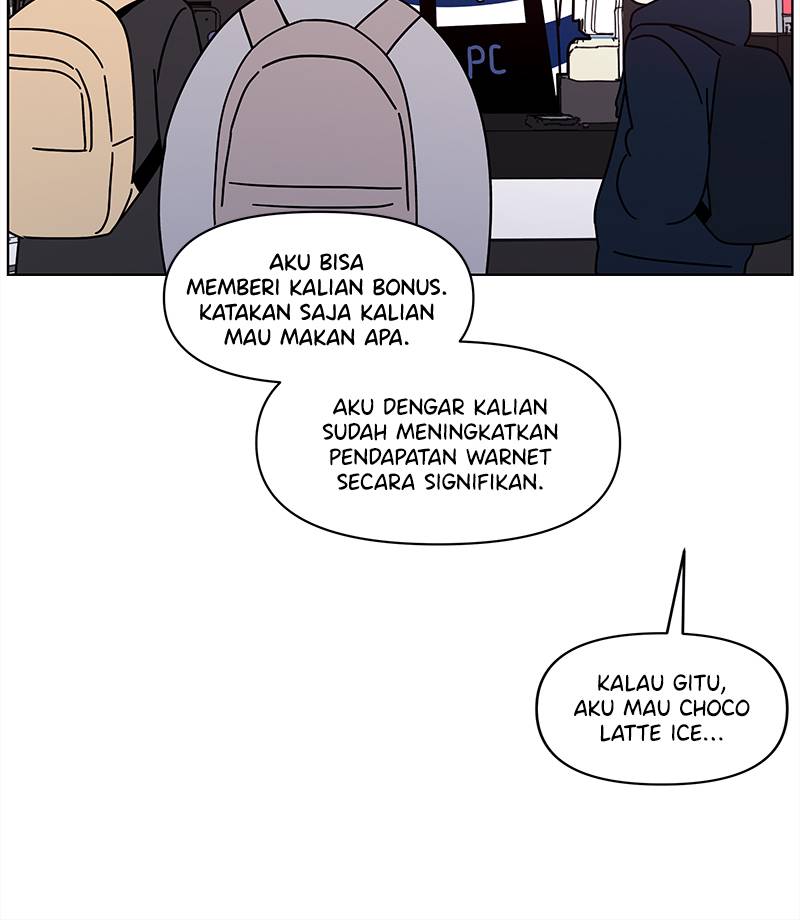 PC
AKU BISA
MEMBERI KALIAN BONUS.
KATAKAN SAJA KALIAN
MAU MAKAN APA.
AKU DENGAR KALIAN
SUDAH MENINGKATKAN
PENDAPATAN WARNET
SECARA SIGNIFIKAN.
KALAU GITU,
AKU MAU CHOCO
LATTE ICE...